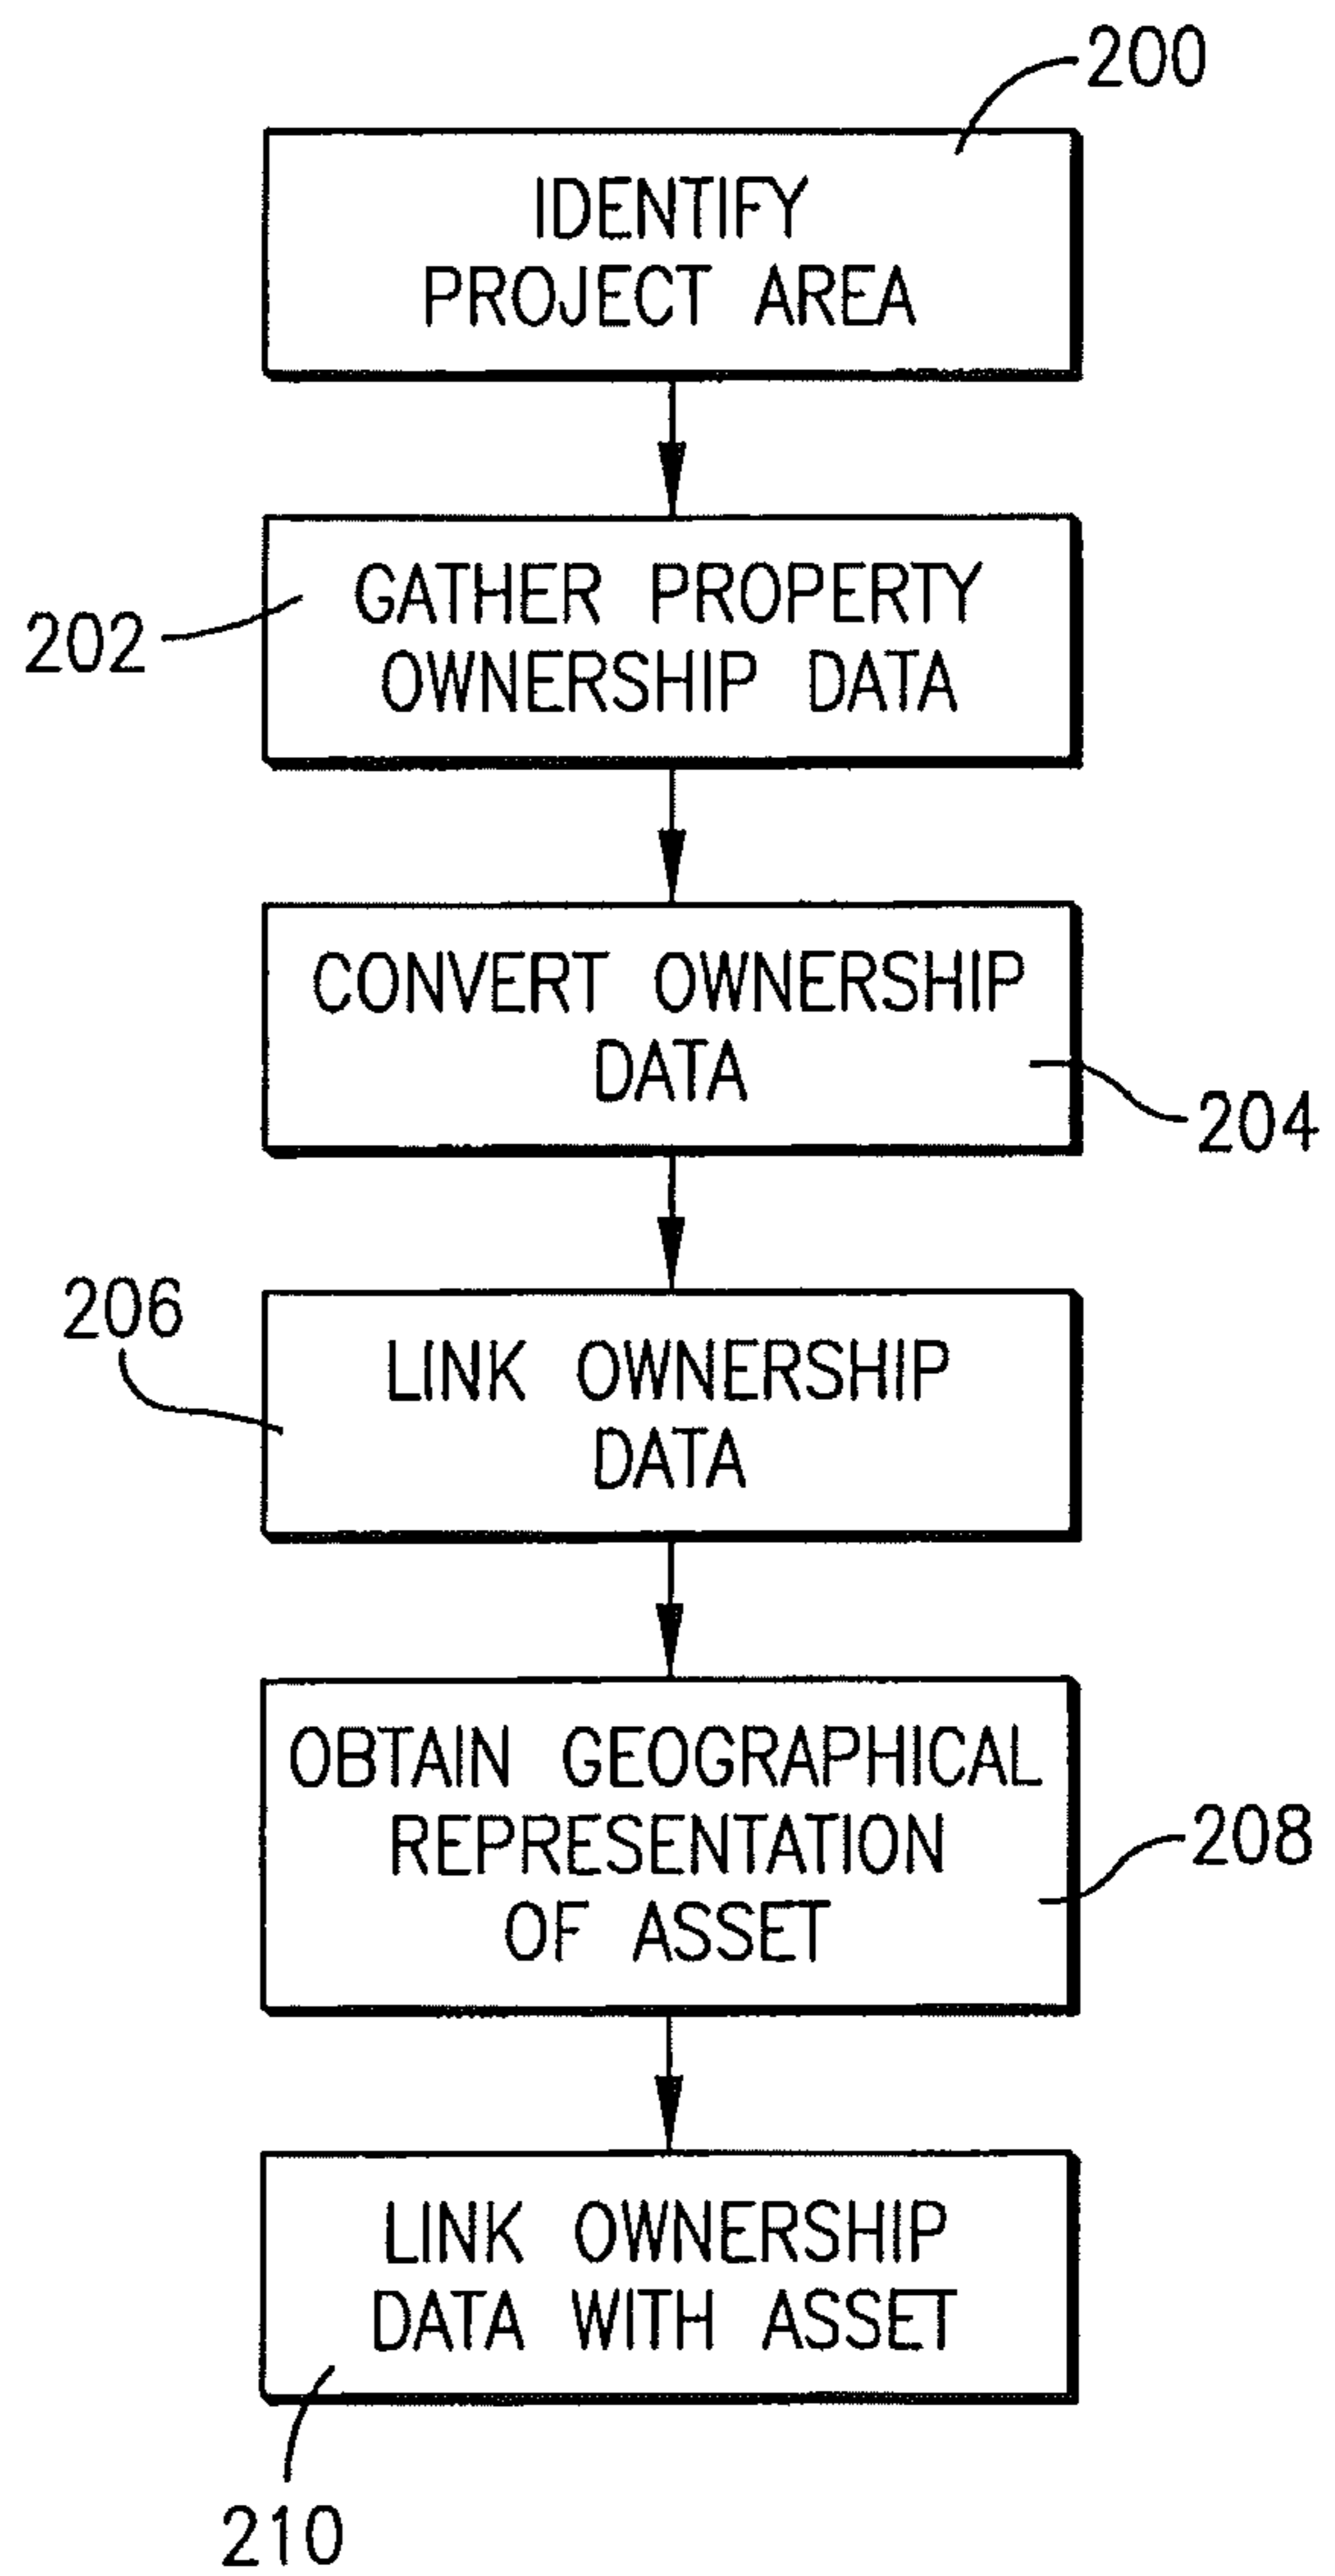 200
IDENTIFY
PROJECT AREA
202
GATHER PROPERTY
OWNERSHIP DATA
CONVERT OWNERSHIP
DATA
204
206
LINK OWNERSHIP
DATA
OBTAIN GEOGRAPHICAL
REPRESENTATION
OF ASSET
208
LINK OWNERSHIP
DATA WITH ASSET
210